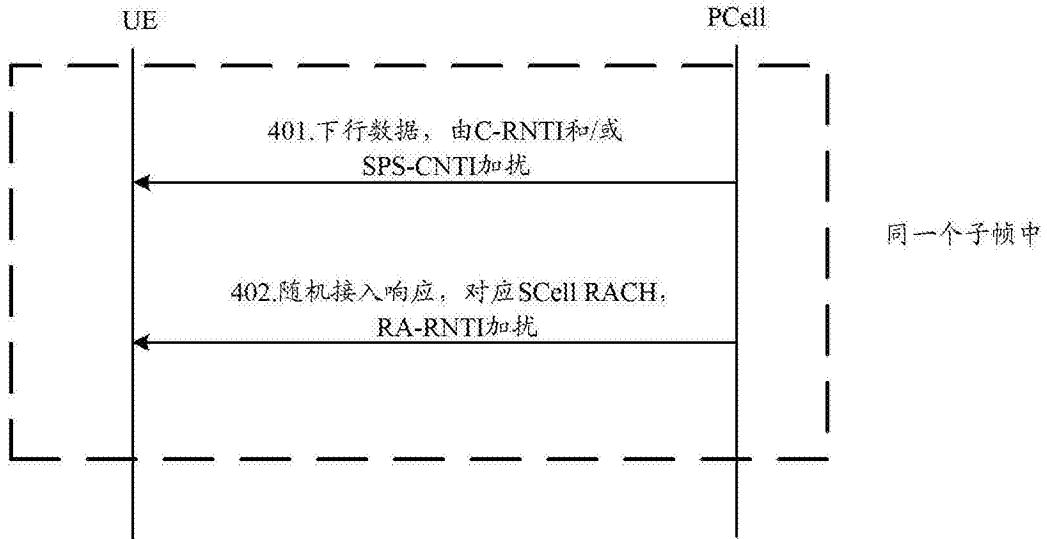 UE
PCell
401.下行数据，由C-RNTI和/或
SPS-CNTI加扰
同一个子帧中
402.随机接入响应，对应SCell RACH，
RA-RNTI加扰